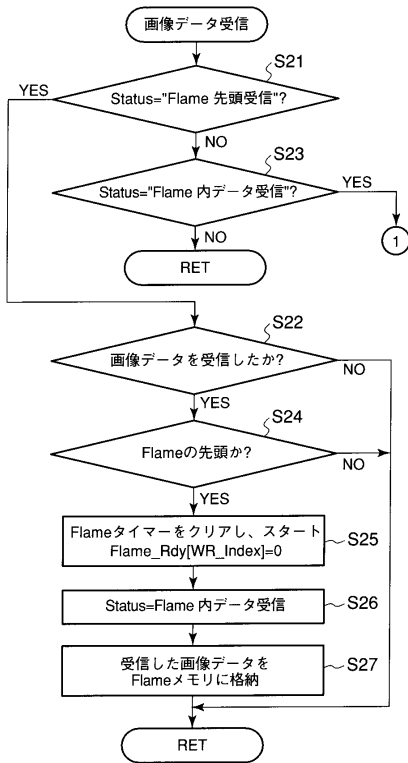 画像データ受信
S21
YES
Status="Flame 先頭受信"?
NO
S23
Status="Flame 内データ受信"?
YES
1
NO
RET
S22
画像データを受信したか?
NO
YES
S24
Flameの先頭か?
NO
YES
Flameタイマーをクリアし、スタート
Flame_Rdy[WR_Index]=0
S25
Status=Flame 内データ受信
S26
受信した画像データを
Flameメモリに格納
S27
RET